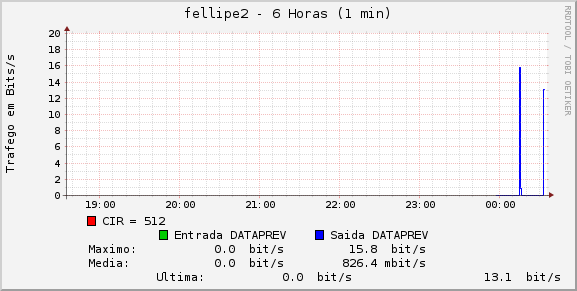 fellipe2 - 6 Horas (1 min)
RRDTOOL / TOBI OETIKER
Trafego em Bits/s
20
18
16
14
12
10
8
6
4
2
0
19:00 20:00 21:00 22:00 23:00 00:00
CIR = 512
Entrada DATAPREV Saida DATAPREV
Maximo: 0.0 bit/s 15.8 bit/s
Media: 0.0 bit/s 826.4 mbit/s
Ultima: 0.0 bit/s 13.1 bit/s